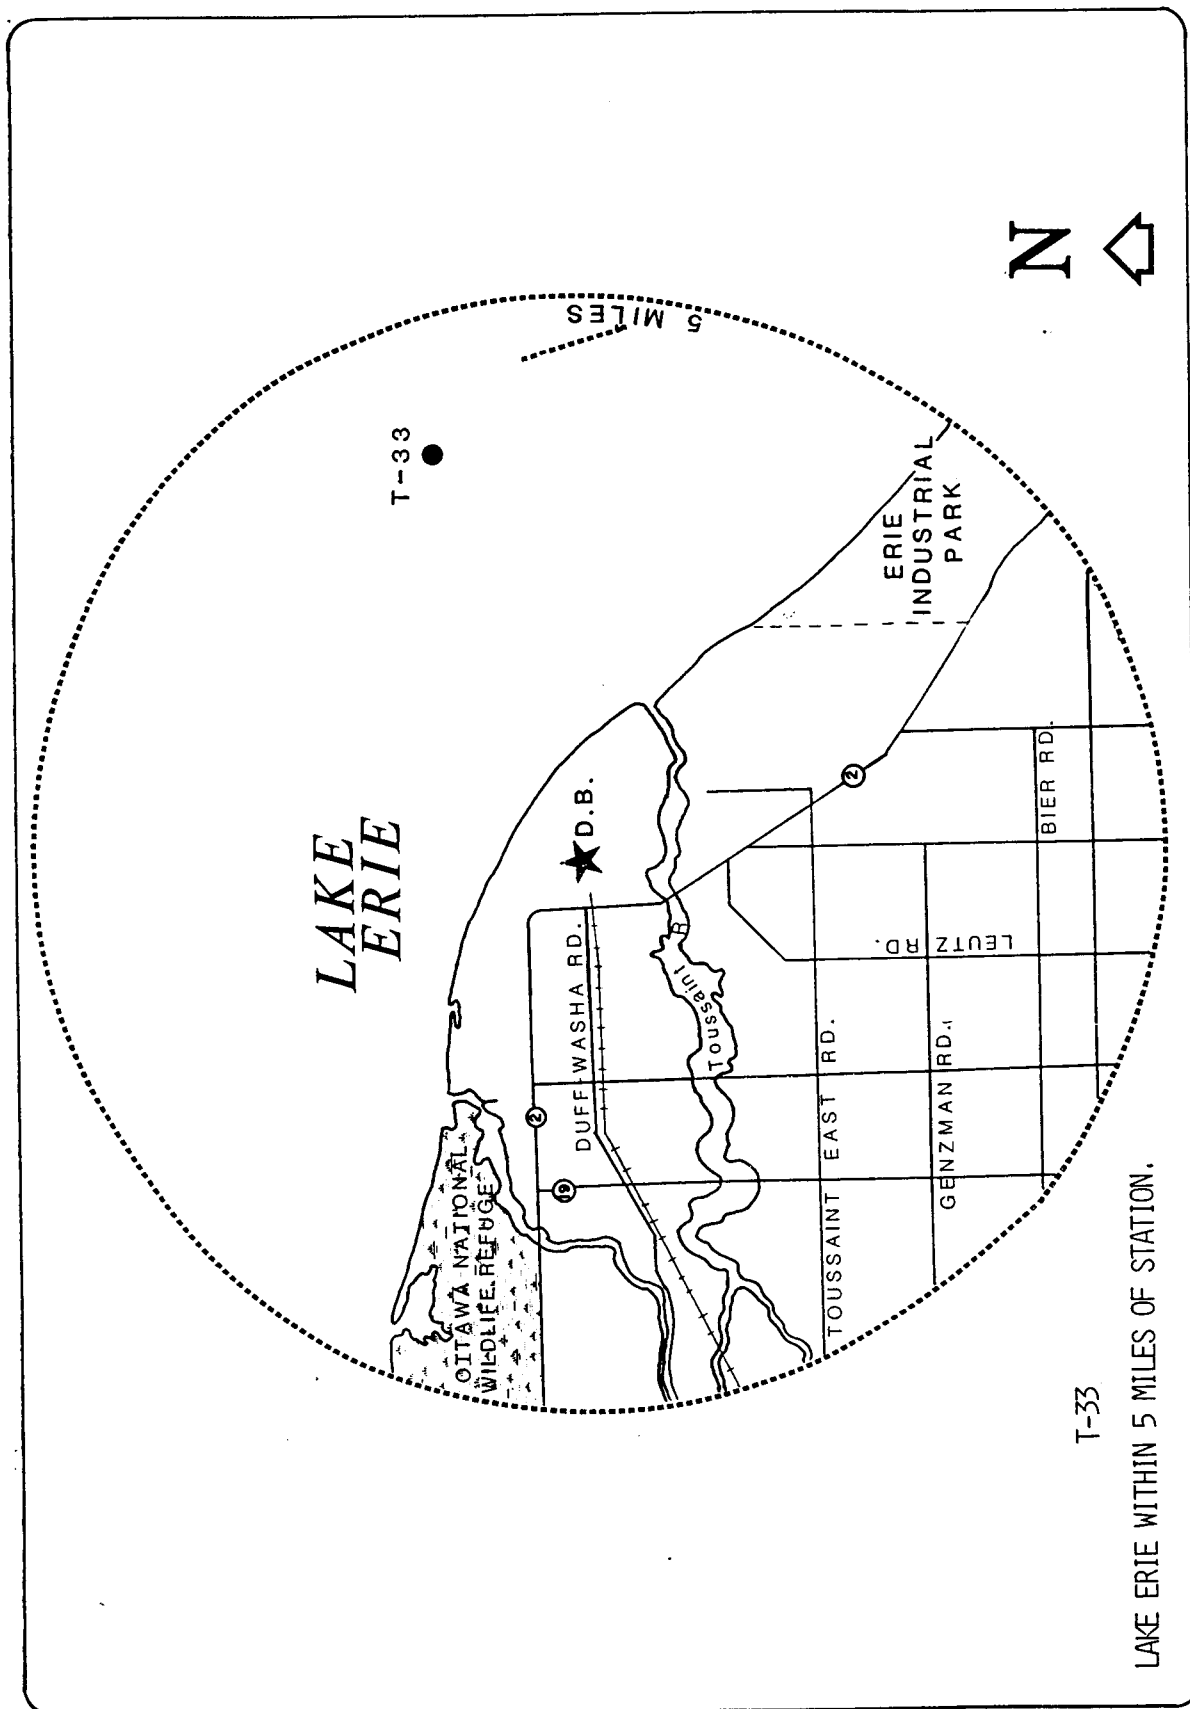 LAKE
ERIE
T-33
5 MILES
N
D.B.
OTTAWA NATIONAL
WILDLIFE REFUGE
2
19
DUFF-WASHA RD.
Toussaint R
2
ERIE
INDUSTRIAL
PARK
TOUSSAINT EAST RD.
LEUTZ RD.
GENZMAN RD.
BIER RD.
T-33
LAKE ERIE WITHIN 5 MILES OF STATION.